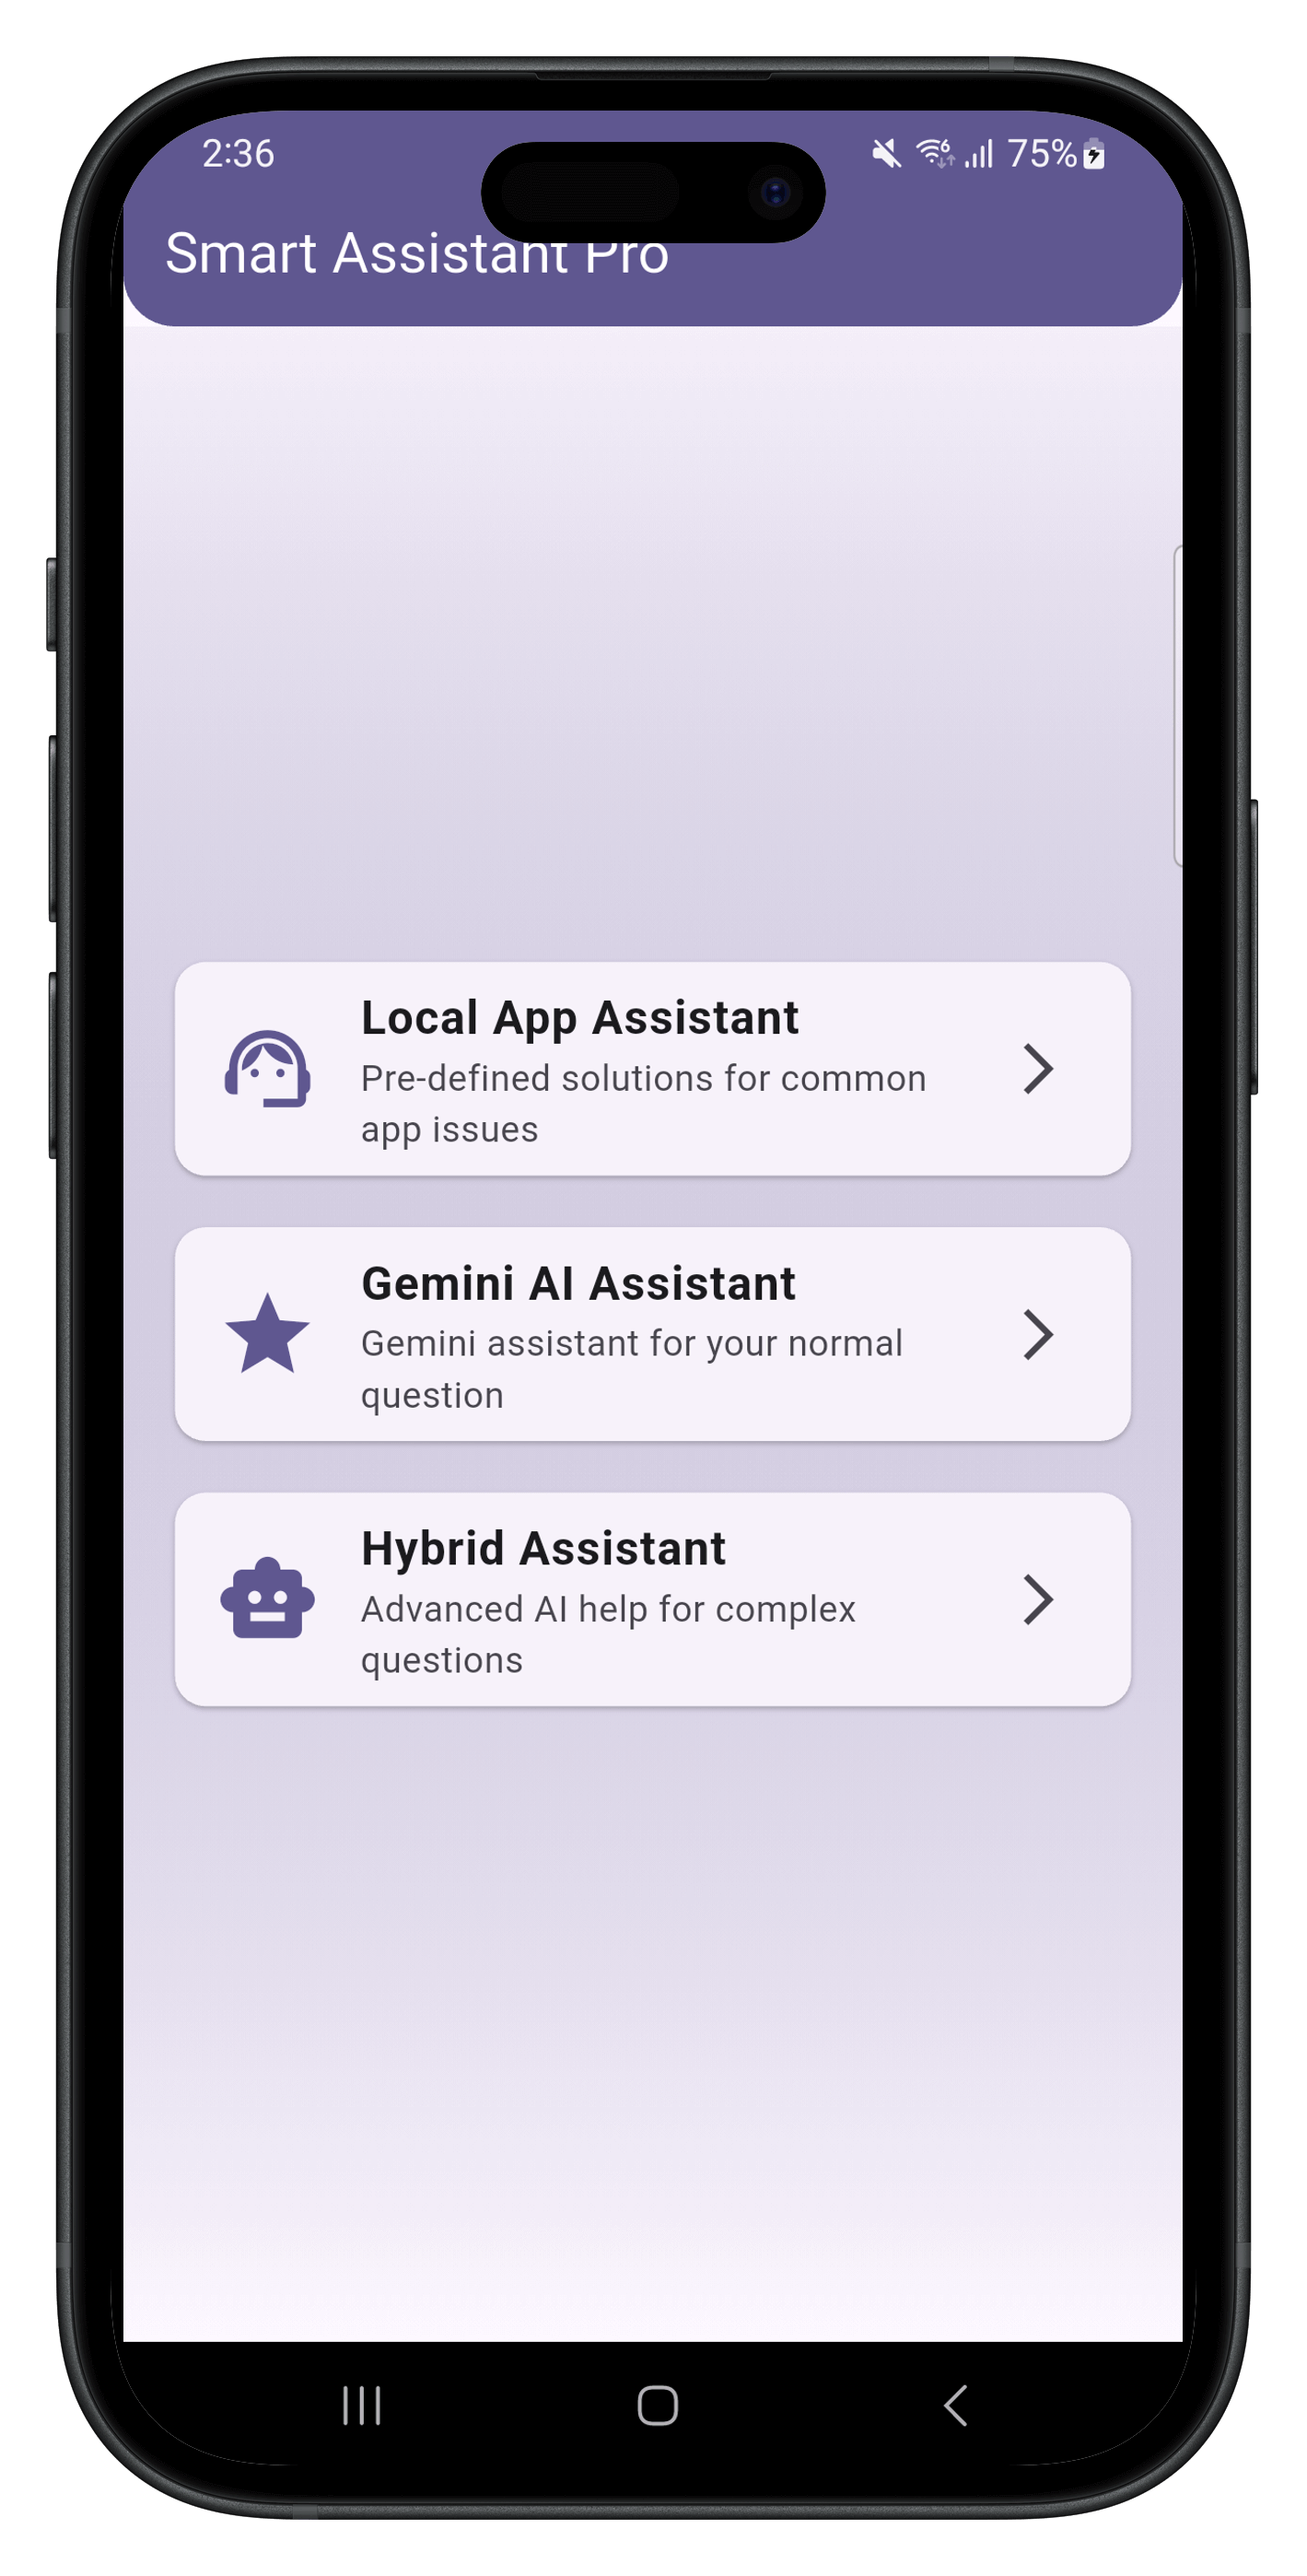 2:36
6 75%
Smart Assistant Pro
Local App Assistant
Pre-defined solutions for common
app issues
Gemini AI Assistant
Gemini assistant for your normal
question
Hybrid Assistant
Advanced AI help for complex
questions